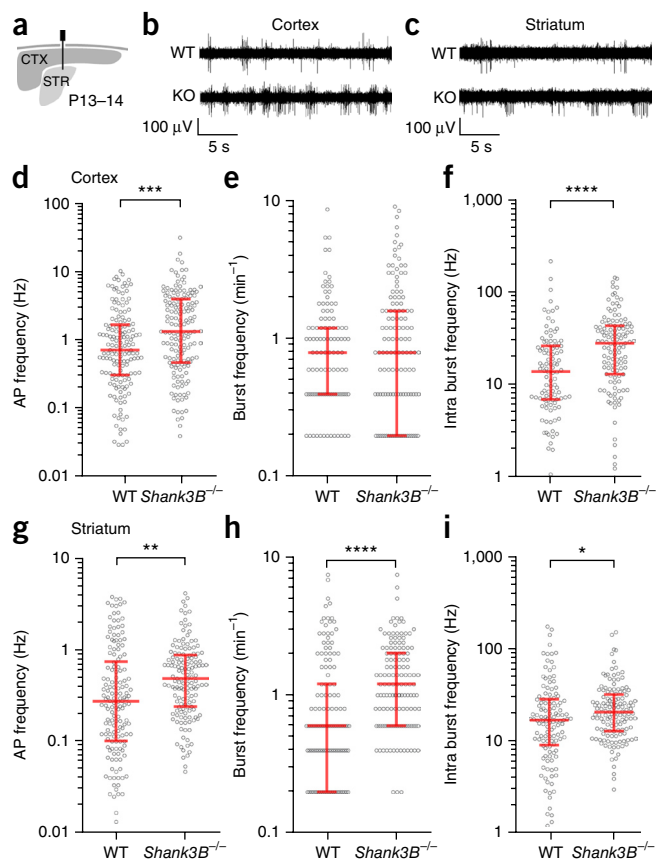 a
CTX
STR
P13–14
b
Cortex
WT
KO
100 µV
5 s
c
Striatum
WT
KO
100 µV
5 s
d
Cortex
***
AP frequency (Hz)
100
10
1
0.1
0.01
WT Shank3B–/–
e
Burst frequency (min–1)
10
1
0.1
WT Shank3B–/–
f
****
Intra burst frequency (Hz)
1,000
100
10
1
WT Shank3B–/–
g
Striatum
**
AP frequency (Hz)
10
1
0.1
0.01
WT Shank3B–/–
h
****
Burst frequency (min–1)
10
1
0.1
WT Shank3B–/–
i
*
Intra burst frequency (Hz)
1,000
100
10
1
WT Shank3B–/–